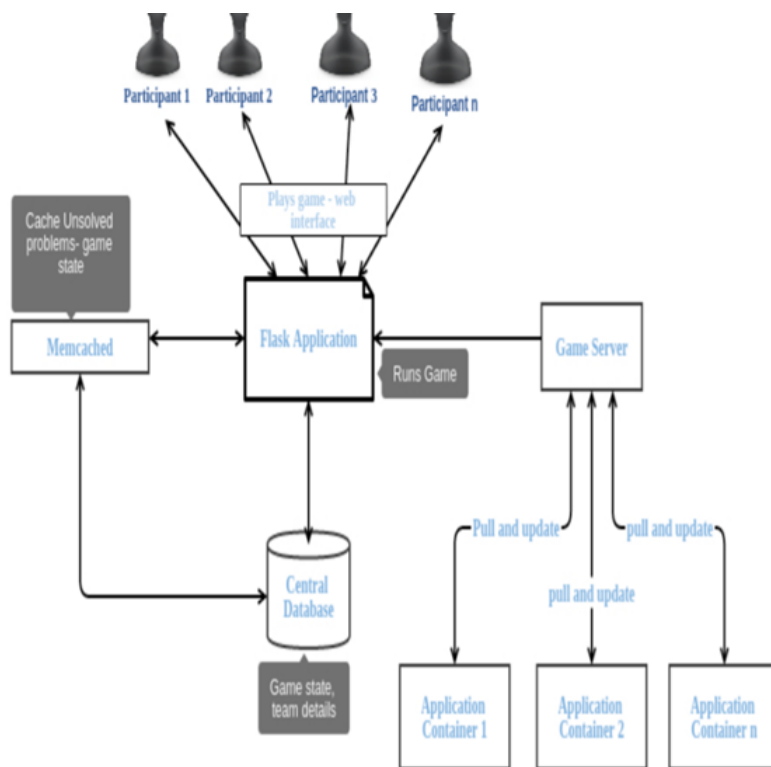 Participant 1
Participant 2
Participant 3
Participant n
Plays game - web
interface
Cache Unsolved
problems- game
state
Memcached
Flask Application
Game Server
Runs Game
Pull and update
pull and update
pull and update
Central
Database
Game state,
team details
Application
Container 1
Application
Container 2
Application
Container n